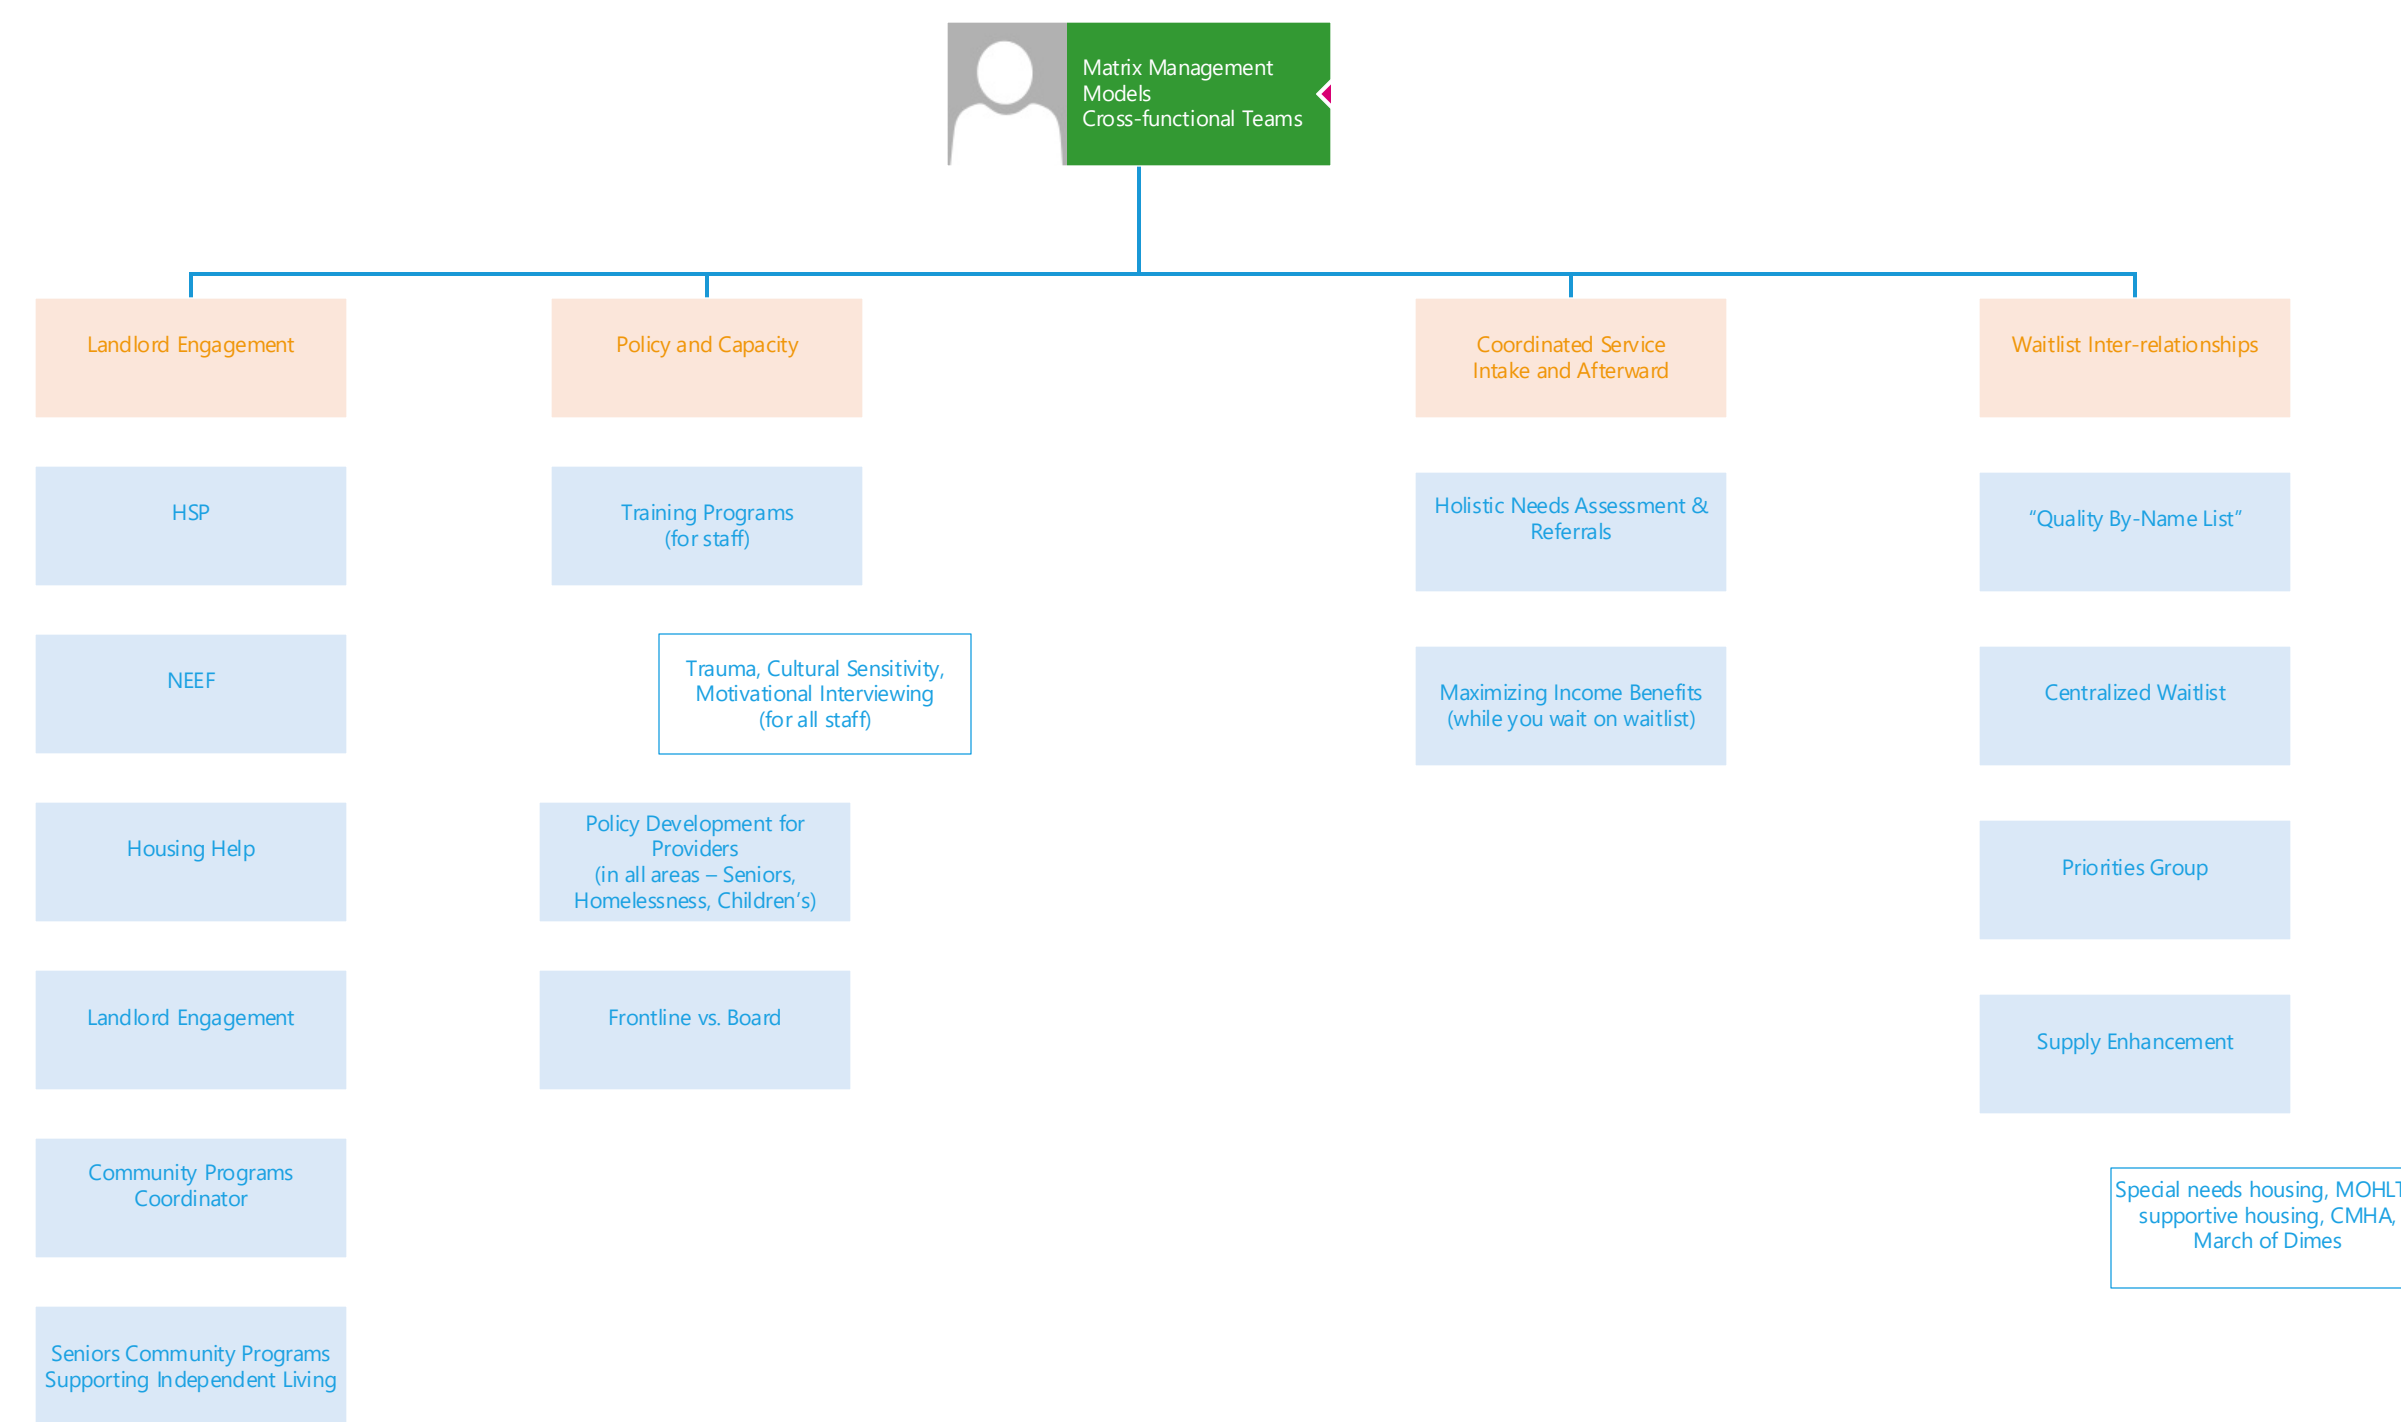 Matrix Management
Models
Cross-functional Teams
Landlord Engagement
HSP
NEEF
Housing Help
Landlord Engagement
Community Programs
Coordinator
Seniors Community Programs
Supporting Independent Living
Policy and Capacity
Training Programs
(for staff)
Trauma, Cultural Sensitivity,
Motivational Interviewing
(for all staff)
Policy Development for
Providers
(in all areas – Seniors,
Homelessness, Children’s)
Frontline vs. Board
Coordinated Service
Intake and Afterward
Holistic Needs Assessment &
Referrals
Maximizing Income Benefits
(while you wait on waitlist)
Waitlist Inter-relationships
“Quality By-Name List”
Centralized Waitlist
Priorities Group
Supply Enhancement
Special needs housing,
supportive housing, CMHA,
March of Dimes